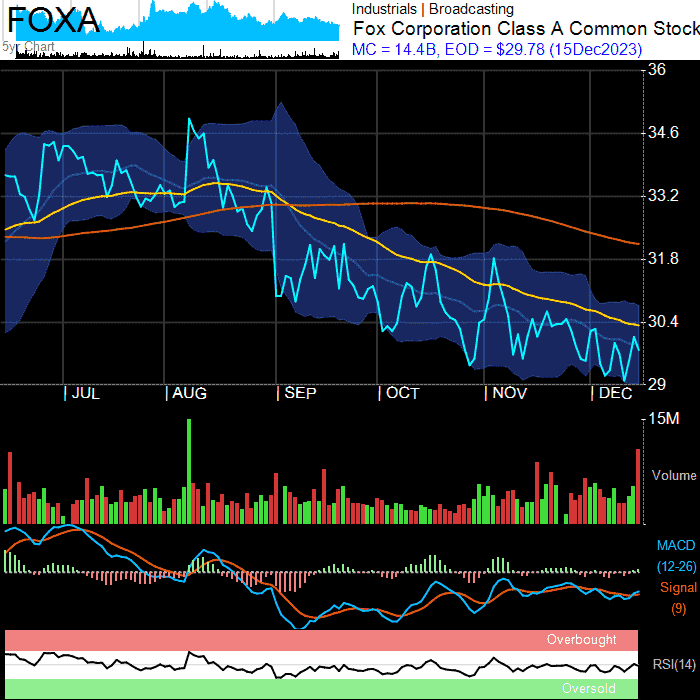 FOXA
5yr Chart
Industrials | Broadcasting
Fox Corporation Class A Common Stock
MC = 14.4B, EOD = $29.78 (15Dec2023)
36
34.6
33.2
31.8
30.4
29
| JUL | AUG | SEP | OCT | NOV | DEC
15M
Volume
MACD
(12-26)
Signal
(9)
Overbought
RSI(14)
Oversold